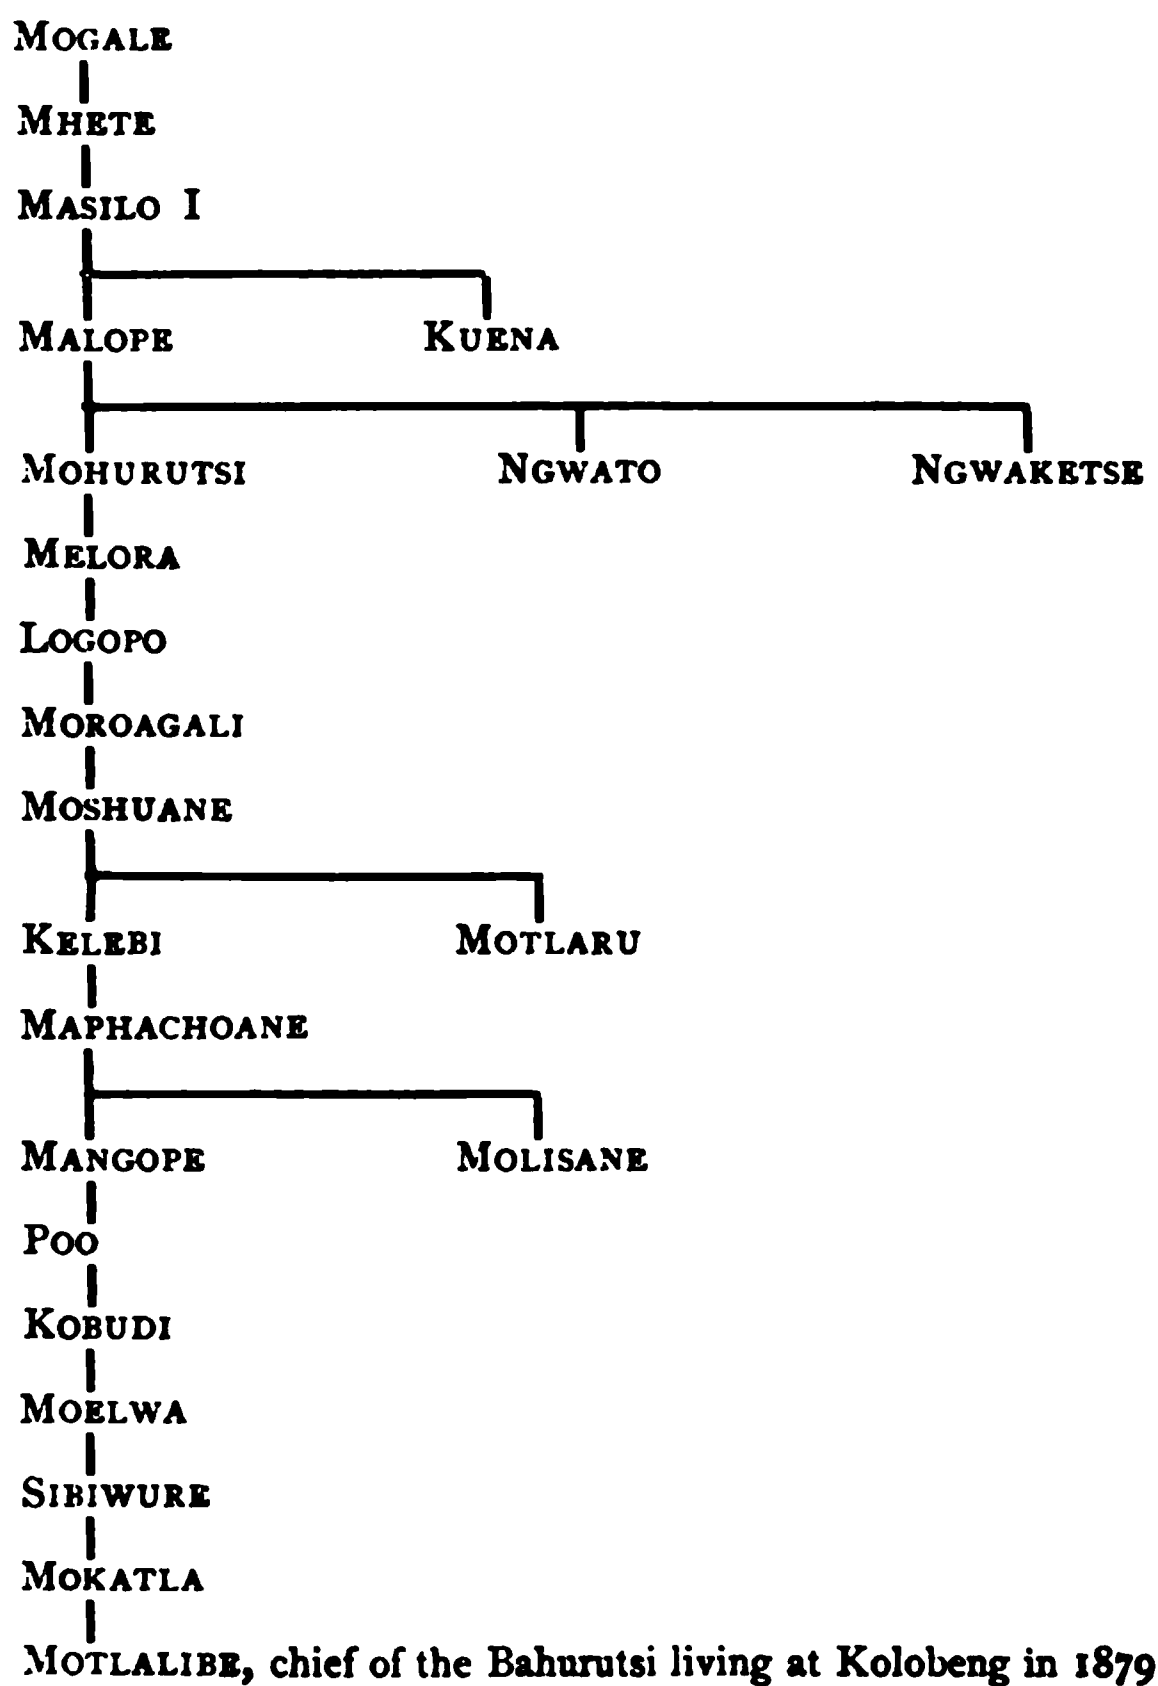 MOGALE
MHETE
MASILO I
MALOPE KUENA
MOHURUTSI NGWATO NGWAKETSE
MELORA
LOGOPO
MOROAGALI
MOSHUANE
KELEBI MOTLARU
MAPHACHOANE
MANGOPE MOLISANE
POO
KOBUDI
MOELWA
SIBIWURE
MOKATLA
MOTLALIBE, chief of the Bahurutsi living at Kolobeng in 1879